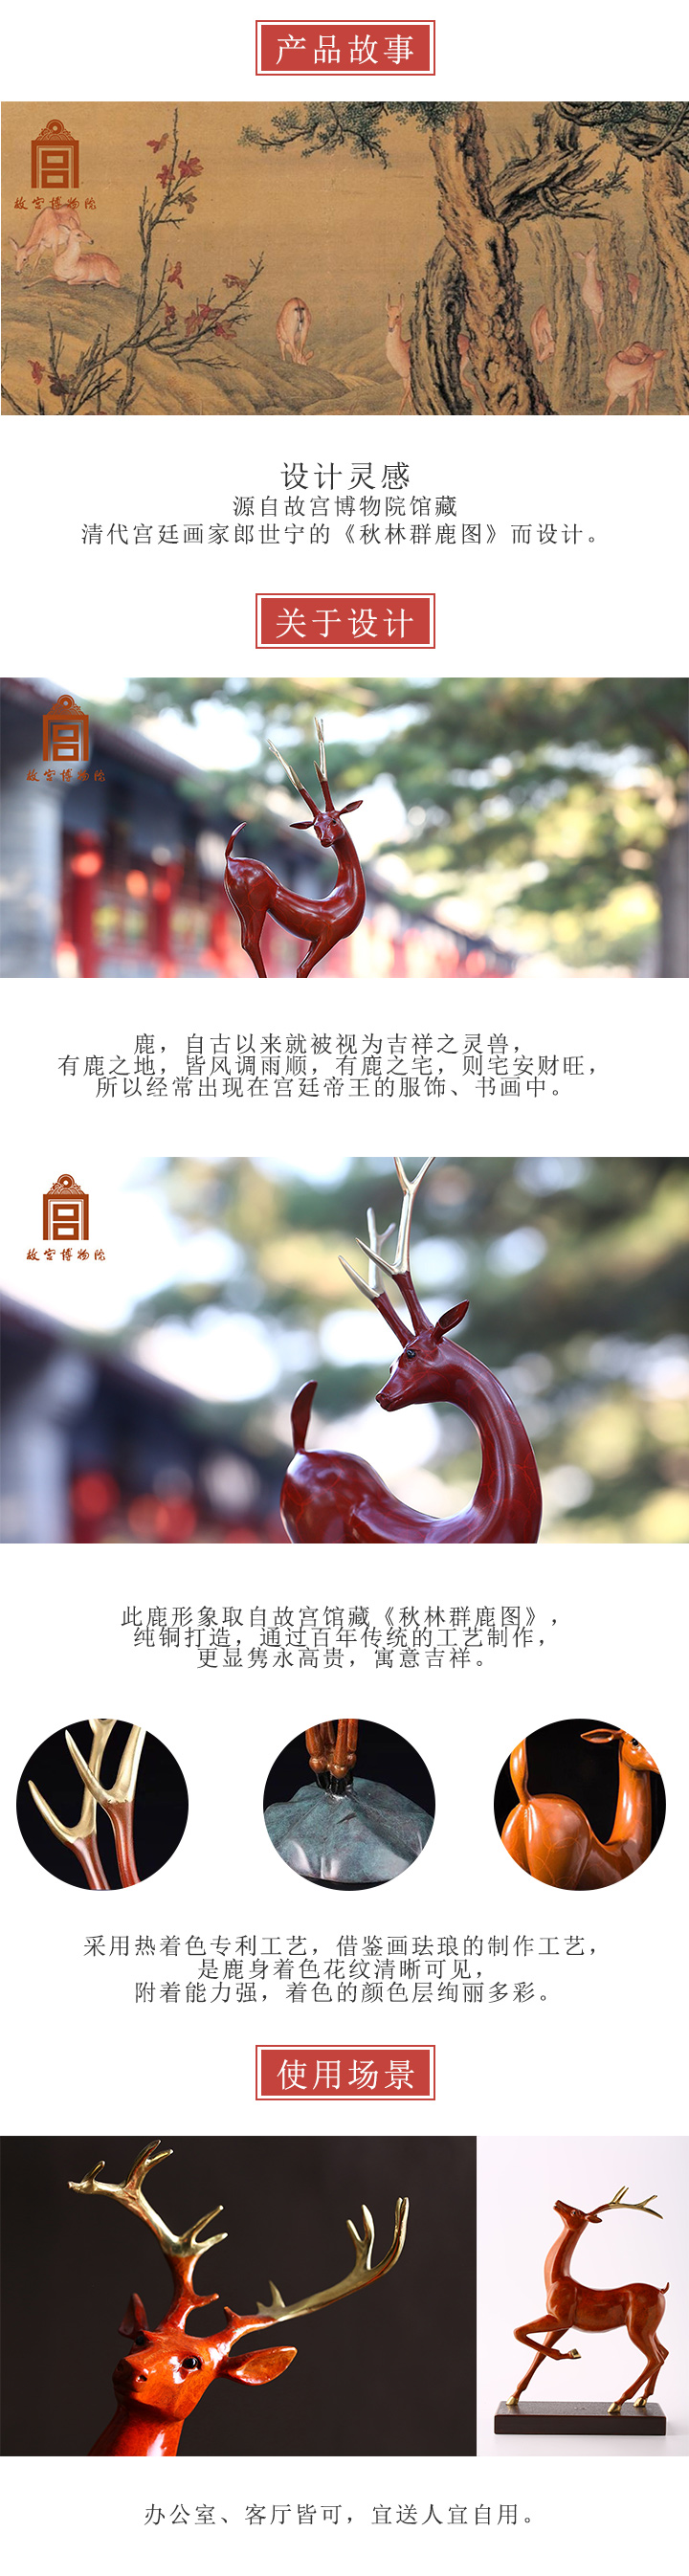 产品故事
故宫博物院
设计灵感
源自故宫博物院馆藏
清代宫廷画家郎世宁的《秋林群鹿图》而设计。
关于设计
故宫博物院
鹿，自古以来就被视为吉祥之灵兽，
有鹿之地，皆风调雨顺，有鹿之宅，则宅安财旺，
所以经常出现在宫廷帝王的服饰、书画中。
故宫博物院
此鹿形象取自故宫馆藏《秋林群鹿图》，
纯铜打造，通过百年传统的工艺制作，
更显隽永高贵，寓意吉祥。
采用热着色专利工艺，借鉴画珐琅的制作工艺，
是鹿身着色花纹清晰可见，
附着能力强，着色的颜色层绚丽多彩。
使用场景
办公室、客厅皆可，宜送人宜自用。